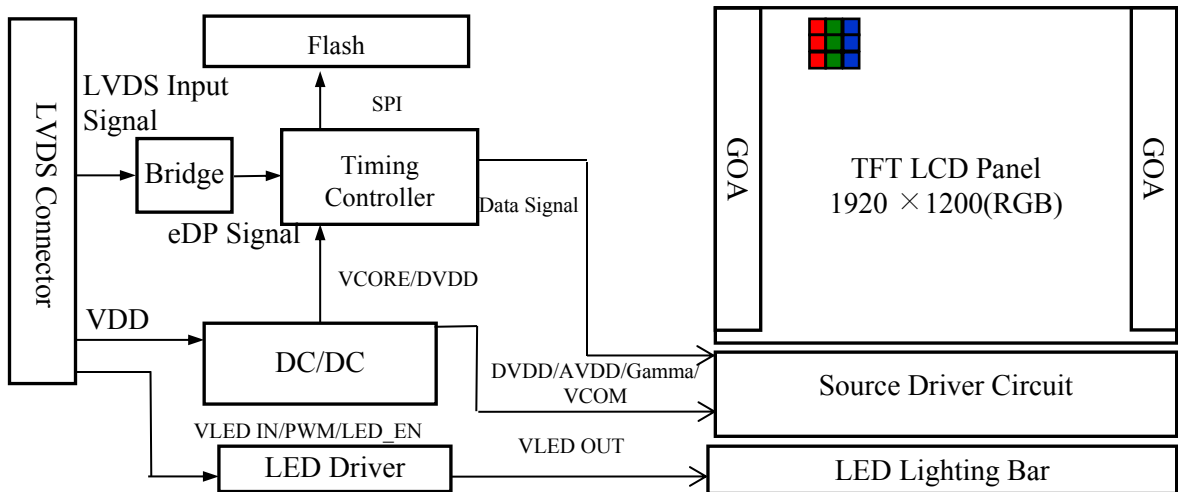 Flash
LVDS Input
Signal
SPI
LVDS Connector
Bridge
Timing
Controller
eDP Signal
Data Signal
GOA
TFT LCD Panel
1920 ×1200(RGB)
GOA
VCORE/DVDD
VDD
DC/DC
DVDD/AVDD/Gamma/
VCOM
Source Driver Circuit
VLED IN/PWM/LED_EN
VLED OUT
LED Driver
LED Lighting Bar